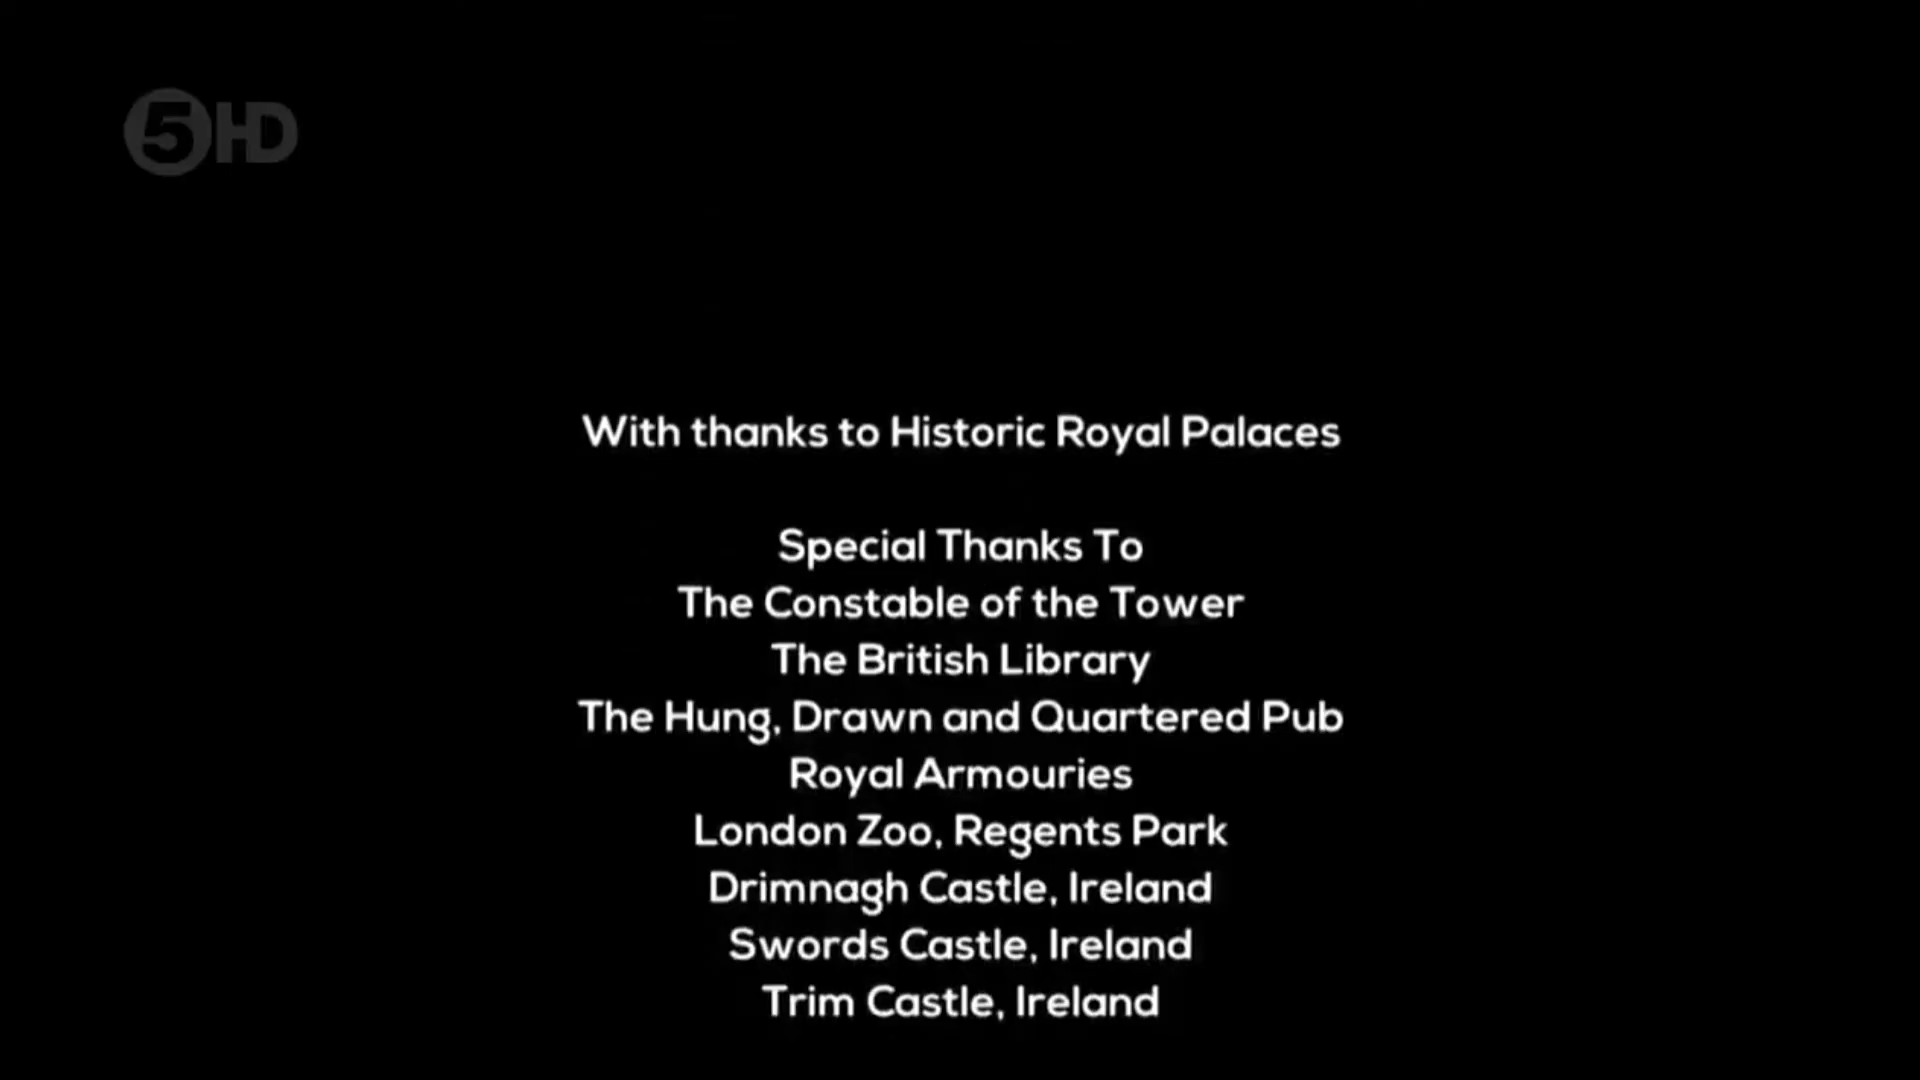 5HD
With thanks to Historic Royal Palaces
Special Thanks To
The Constable of the Tower
The British Library
The Hung, Drawn and Quartered Pub
Royal Armouries
London Zoo, Regents Park
Drimnagh Castle, Ireland
Swords Castle, Ireland
Trim Castle, Ireland